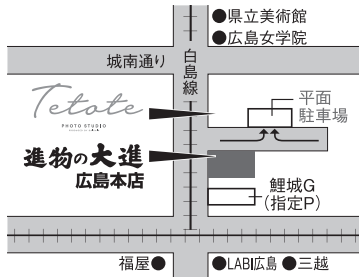 ●県立美術館
●広島女学院
城南通り
白島線
Tetote
PHOTO STUDIO
平面
駐車場
進物の大進
広島本店
鯉城G
(指定P)
福屋●
●LABI広島 ●三越